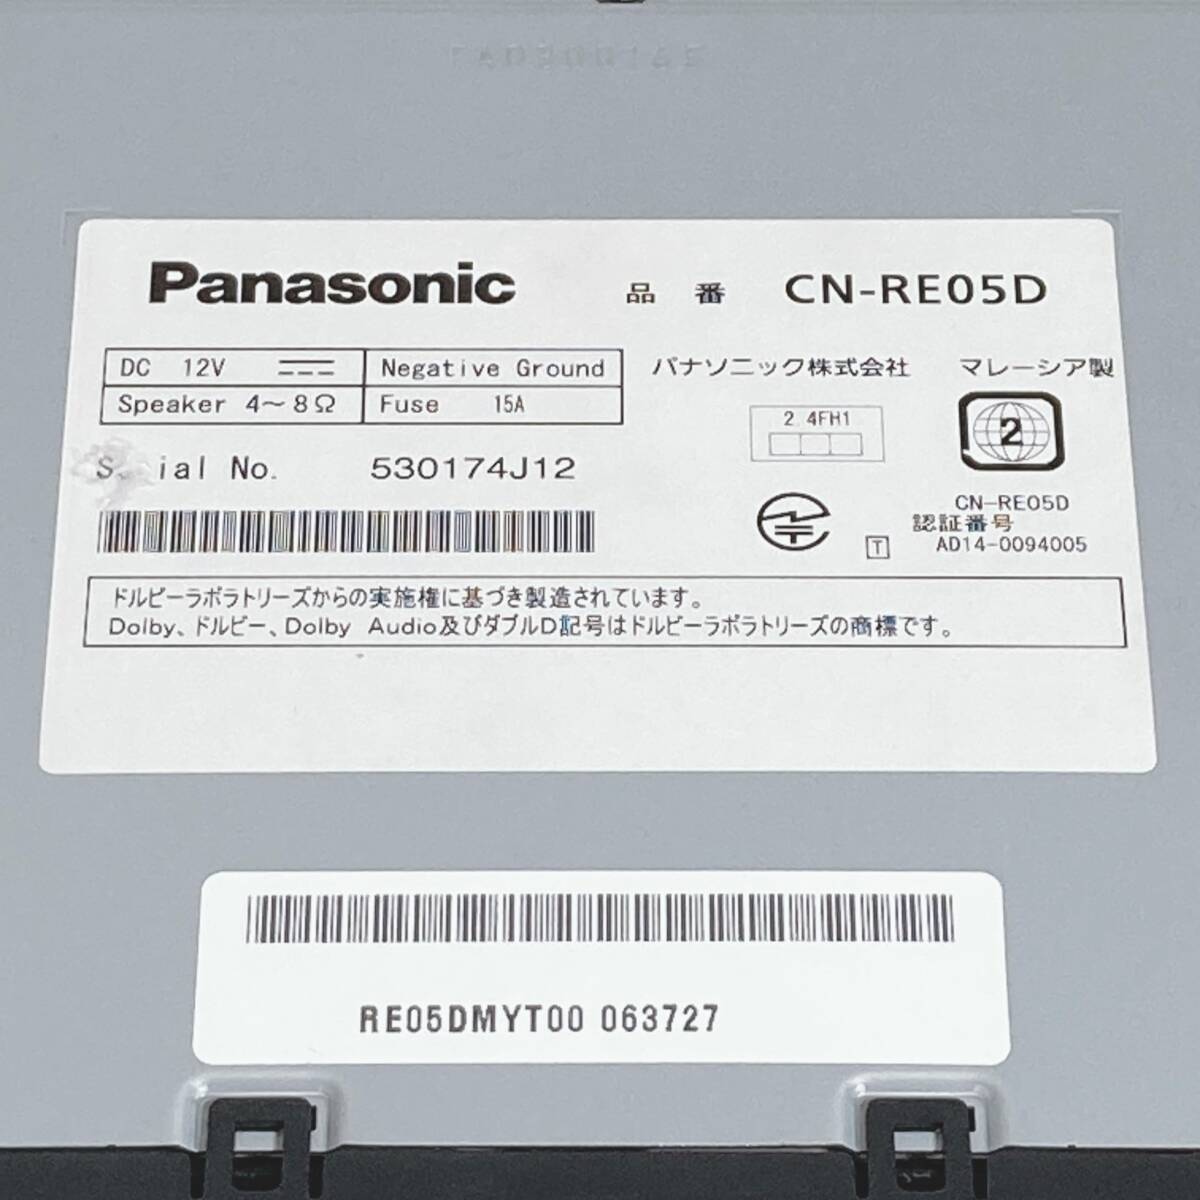 Panasonic 品 番 CN-RE05D
DC 12V Negative Ground
Speaker 4～8Ω Fuse 15A
パナソニック株式会社 マレーシア製
2.4FH1
2
Serial No. 530174J12
CN-RE05D
認証番号
T AD14-0094005
ドルビーラボラトリーズからの実施権に基づき製造されています。
Dolby、ドルビー、Dolby Audio及びダブルD記号はドルビーラボラトリーズの商標です。
RE05DMYT00 063727